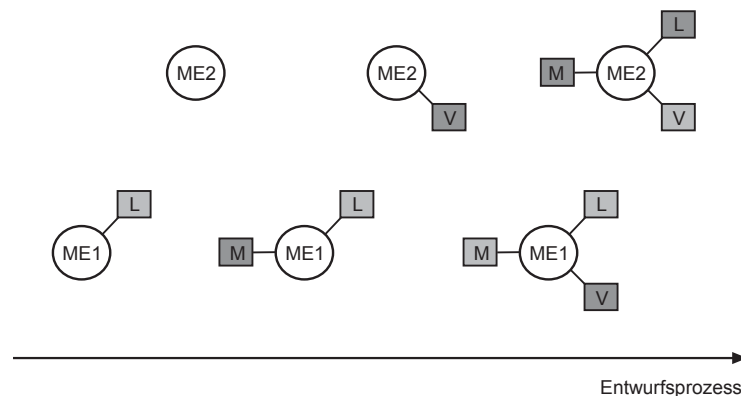 L
ME2 ME2 M ME2
V V
L L L
ME1 M ME1 M ME1
V
Entwurfsprozess